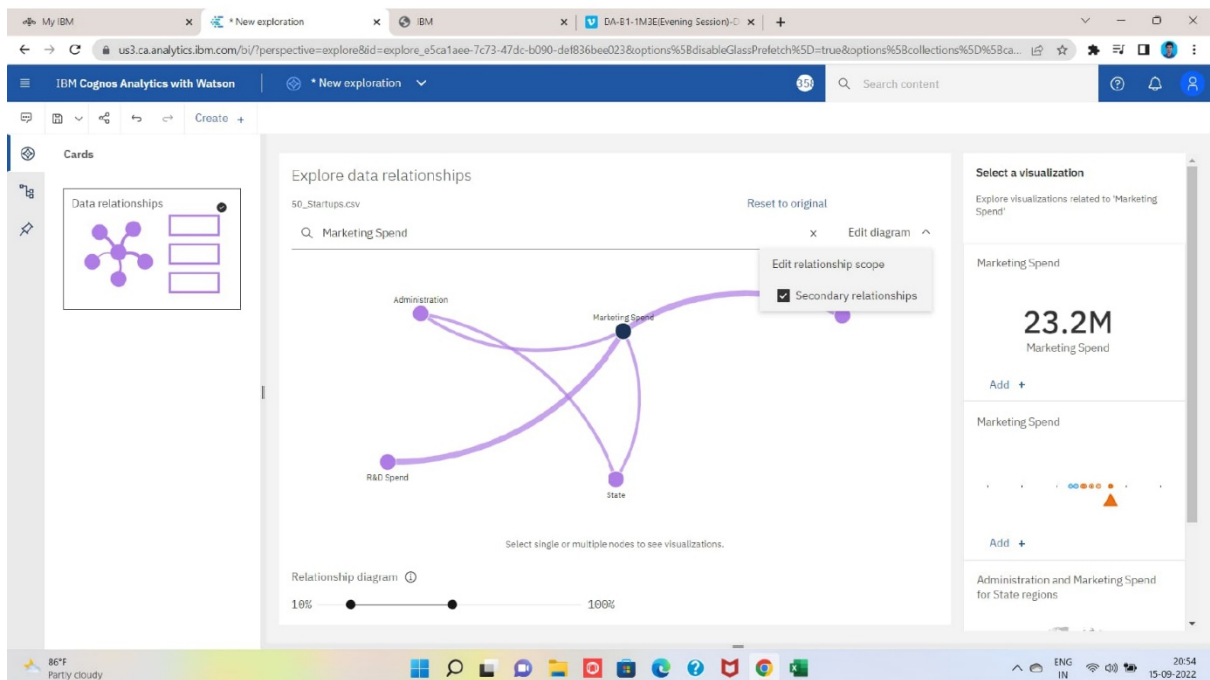 My IBM
* New exploration
IBM
DA-B1-1M3E(Evening Session)-D
us3.ca.analytics.ibm.com/bi/?perspective=explore&id=explore_e5ca1aee-7c73-47dc-b090-def836bee023&options%5BdisableGlassPrefetch%5D=true&options%5Bcollections%5D%5Bca...
IBM Cognos Analytics with Watson
* New exploration
Search content
Create +
Cards
Data relationships
Explore data relationships
50_Startups.csv
Reset to original
Marketing Spend
x
Edit diagram
Edit relationship scope
Secondary relationships
Administration
Marketing Spend
R&D Spend
State
Select single or multiple nodes to see visualizations.
Relationship diagram
10%
100%
Select a visualization
Explore visualizations related to 'Marketing
Spend'
Marketing Spend
23.2M
Marketing Spend
Add +
Marketing Spend
Add +
Administration and Marketing Spend
for State regions
86°F
Partly cloudy
ENG
IN
20:54
15-09-2022